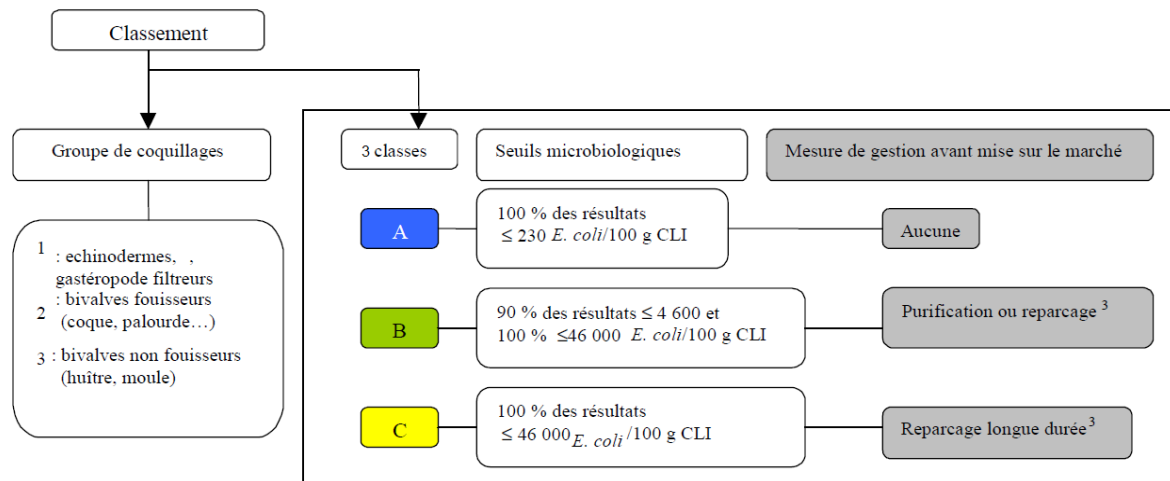 Classement
Groupe de coquillages
1 : echinodermes, ,
gastéropode filtreurs
2 : bivalves fouisseurs
(coque, palourde…)
3 : bivalves non fouisseurs
(huître, moule)
3 classes
Seuils microbiologiques
Mesure de gestion avant mise sur le marché
A
100 % des résultats
≤ 230 E. coli/100 g CLI
Aucune
B
90 % des résultats ≤ 4 600 et
100 % ≤46 000 E. coli/100 g CLI
Purification ou reparcage 3
C
100 % des résultats
≤ 46 000 E. coli /100 g CLI
Reparcage longue durée 3